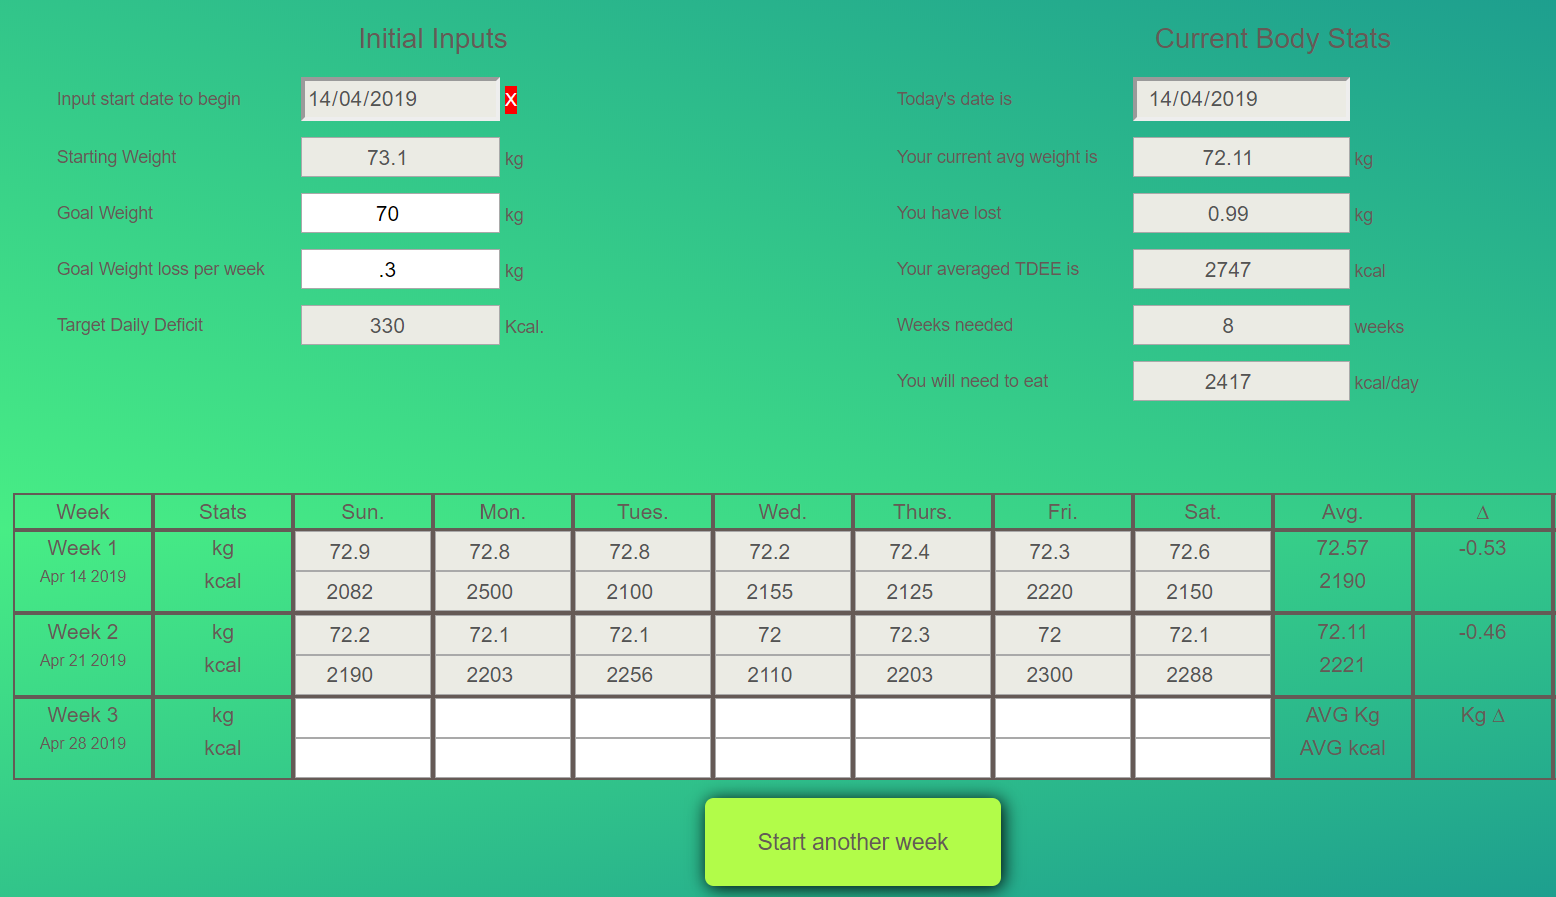 Initial Inputs
Input start date to begin 14/04/2019 X
Starting Weight 73.1 kg
Goal Weight 70 kg
Goal Weight loss per week .3 kg
Target Daily Deficit 330 Kcal.
Current Body Stats
Today's date is 14/04/2019
Your current avg weight is 72.11 kg
You have lost 0.99 kg
Your averaged TDEE is 2747 kcal
Weeks needed 8 weeks
You will need to eat 2417 kcal/day
Week Stats Sun. Mon. Tues. Wed. Thurs. Fri. Sat. Avg. Δ
Week 1 kg 72.9 72.8 72.8 72.2 72.4 72.3 72.6 72.57 -0.53
Apr 14 2019 kcal 2082 2500 2100 2155 2125 2220 2150 2190
Week 2 kg 72.2 72.1 72.1 72 72.3 72 72.1 72.11 -0.46
Apr 21 2019 kcal 2190 2203 2256 2110 2203 2300 2288 2221
Week 3 kg AVG Kg Kg Δ
Apr 28 2019 kcal AVG kcal
Start another week